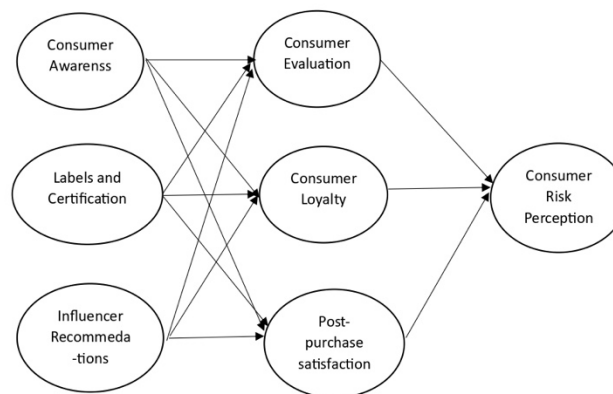 Consumer
Awarenss
Consumer
Evaluation
Labels and
Certification
Consumer
Loyalty
Consumer
Risk
Perception
Influencer
Recommeda
-tions
Post-
purchase
satisfaction